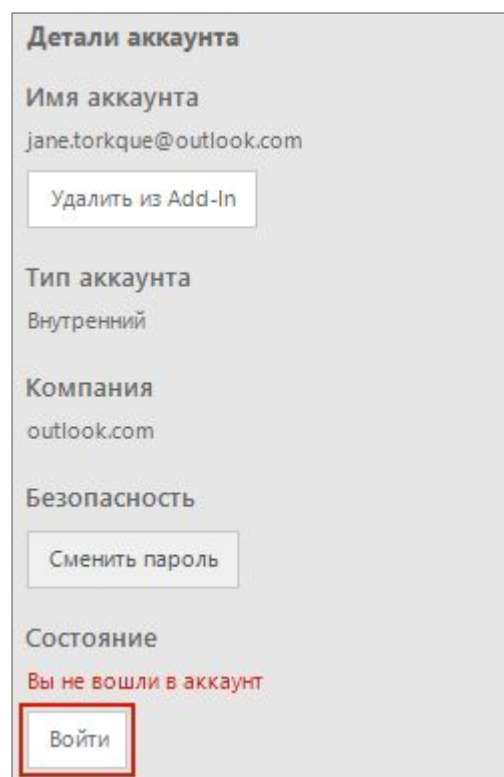 Детали аккаунта
Имя аккаунта
jane.torkque@outlook.com
Удалить из Add-In
Тип аккаунта
Внутренний
Компания
outlook.com
Безопасность
Сменить пароль
Состояние
Вы не вошли в аккаунт
Войти